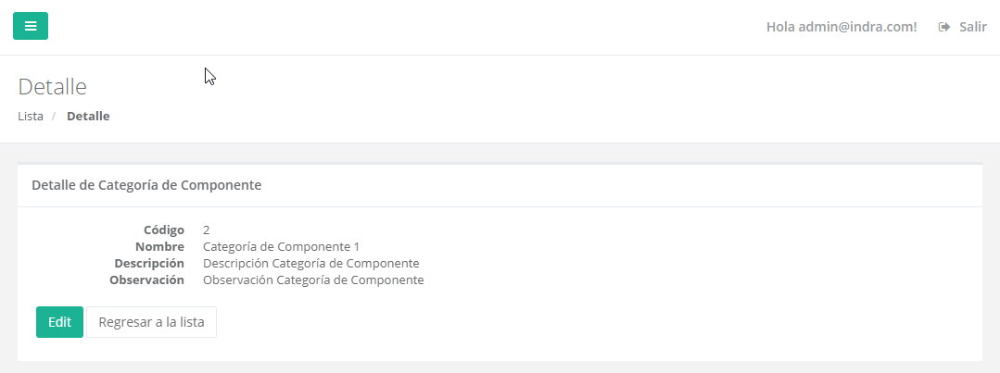 Hola admin@indra.com! Salir
Detalle
Lista / Detalle
Detalle de Categoría de Componente
Código 2
Nombre Categoría de Componente 1
Descripción Descripción Categoría de Componente
Observación Observación Categoría de Componente
Edit Regresar a la lista